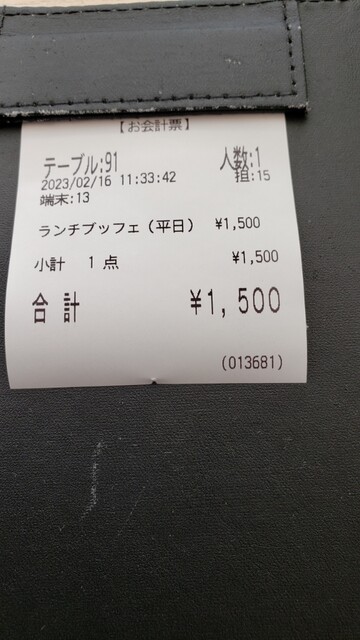 【お会計票】
テーブル:91 人数:1
2023/02/16 11:33:42 担:15
端末:13
ランチブッフェ(平日) ¥1,500
小計 1点 ¥1,500
合計 ¥1,500
(013681)